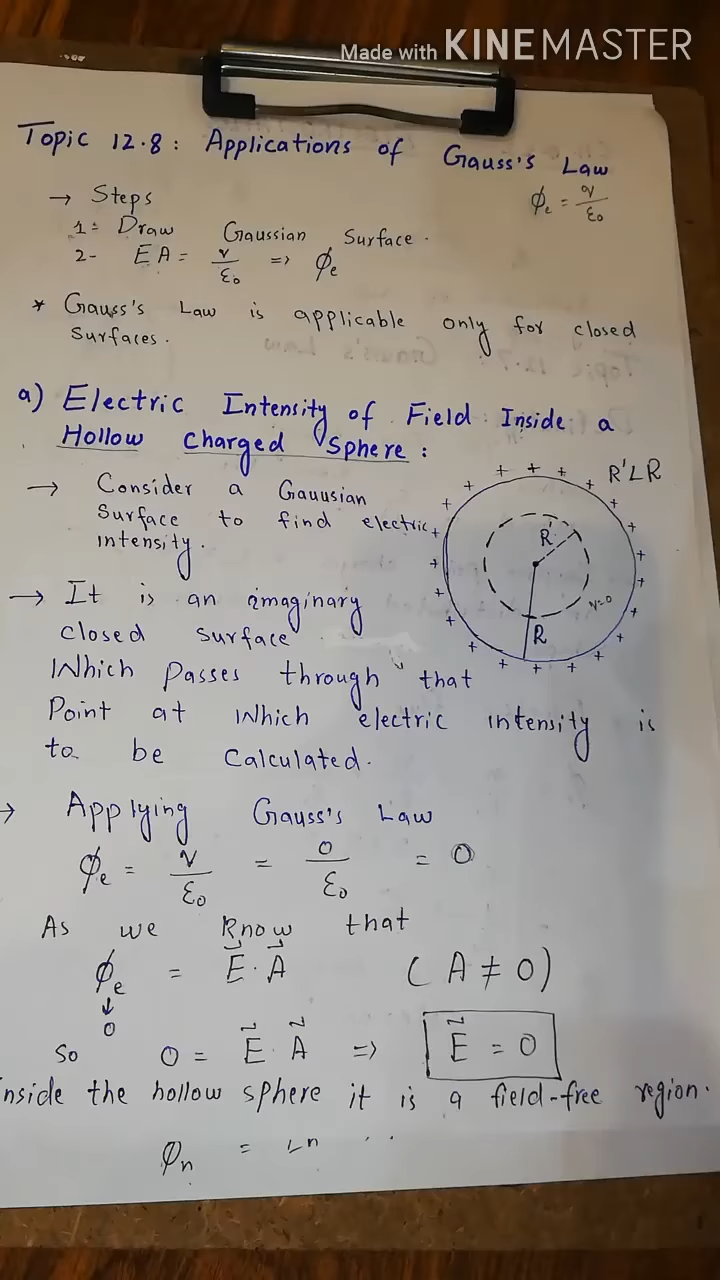 Made with KINEMASTER
Topic 12.8: Applications of Gauss's Law
→ Steps
ϕe = q/ε₀
1= Draw Gaussian Surface.
2- EA = q/ε₀ => ϕe
* Gauss's Law is applicable only for closed
Surfaces.
a) Electric Intensity of Field Inside a
Hollow Charged Sphere:
R'∠R
→ Consider a Gauusian
Surface to find electric
intensity.
R'
q=0
R
→ It is an imaginary
closed surface
Which passes through that
Point at which electric intensity is
to be calculated.
→ Applying Gauss's Law
ϕe = q/ε₀ = 0/ε₀ = 0
As we know that
ϕe = E⃗ · A⃗ (A ≠ 0)
↓
0
So 0 = E⃗ · A⃗ => E⃗ = 0
inside the hollow sphere it is a field-free region.